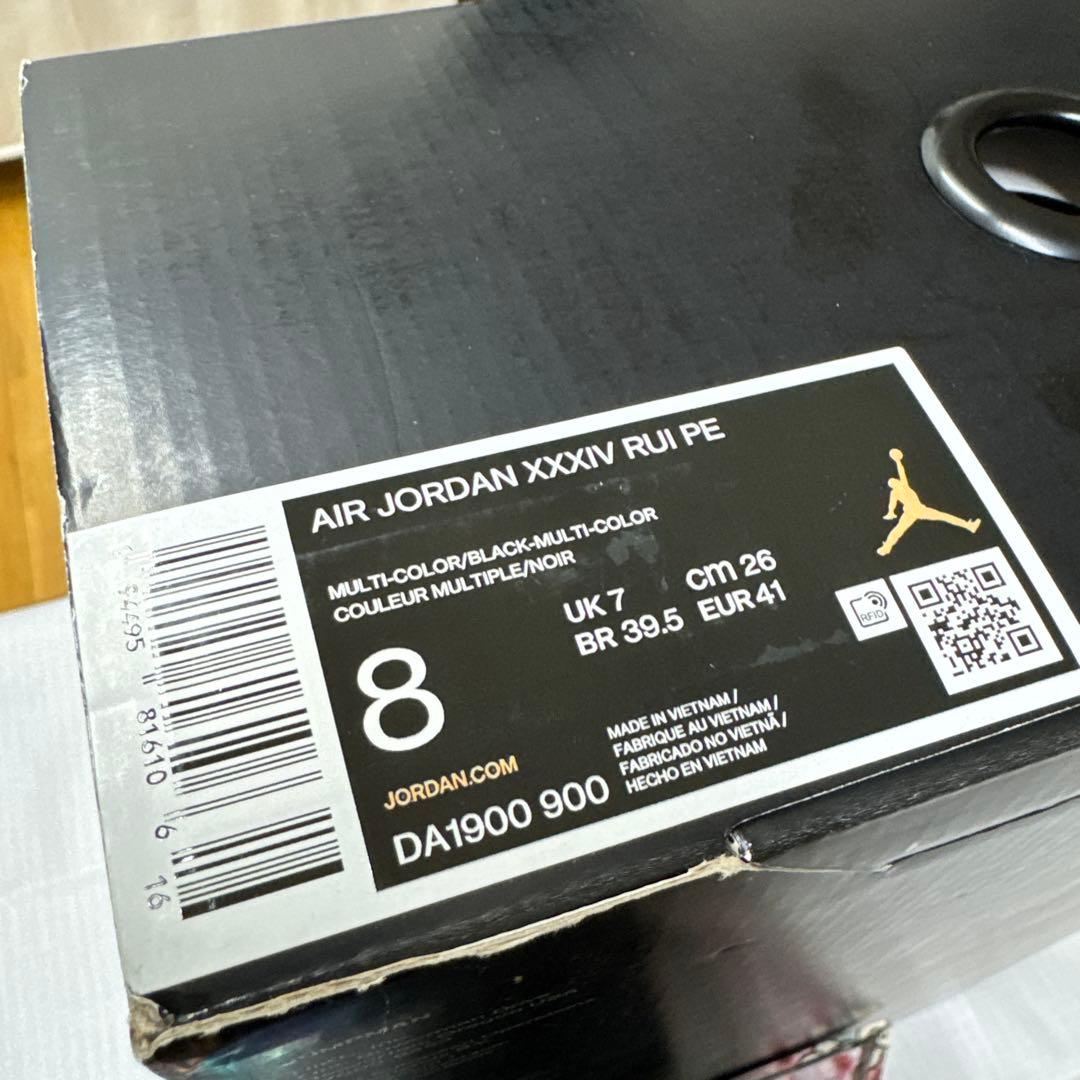 AIR JORDAN XXXIV RUI PE
MULTI-COLOR/BLACK-MULTI-COLOR
COULEUR MULTIPLE/NOIR
8
UK 7 cm 26
BR 39.5 EUR 41
RFID
JORDAN.COM
DA1900 900
MADE IN VIETNAM /
FABRIQUE AU VIETNAM /
FABRICADO NO VIETNÃ /
HECHO EN VIETNAM
81610
16